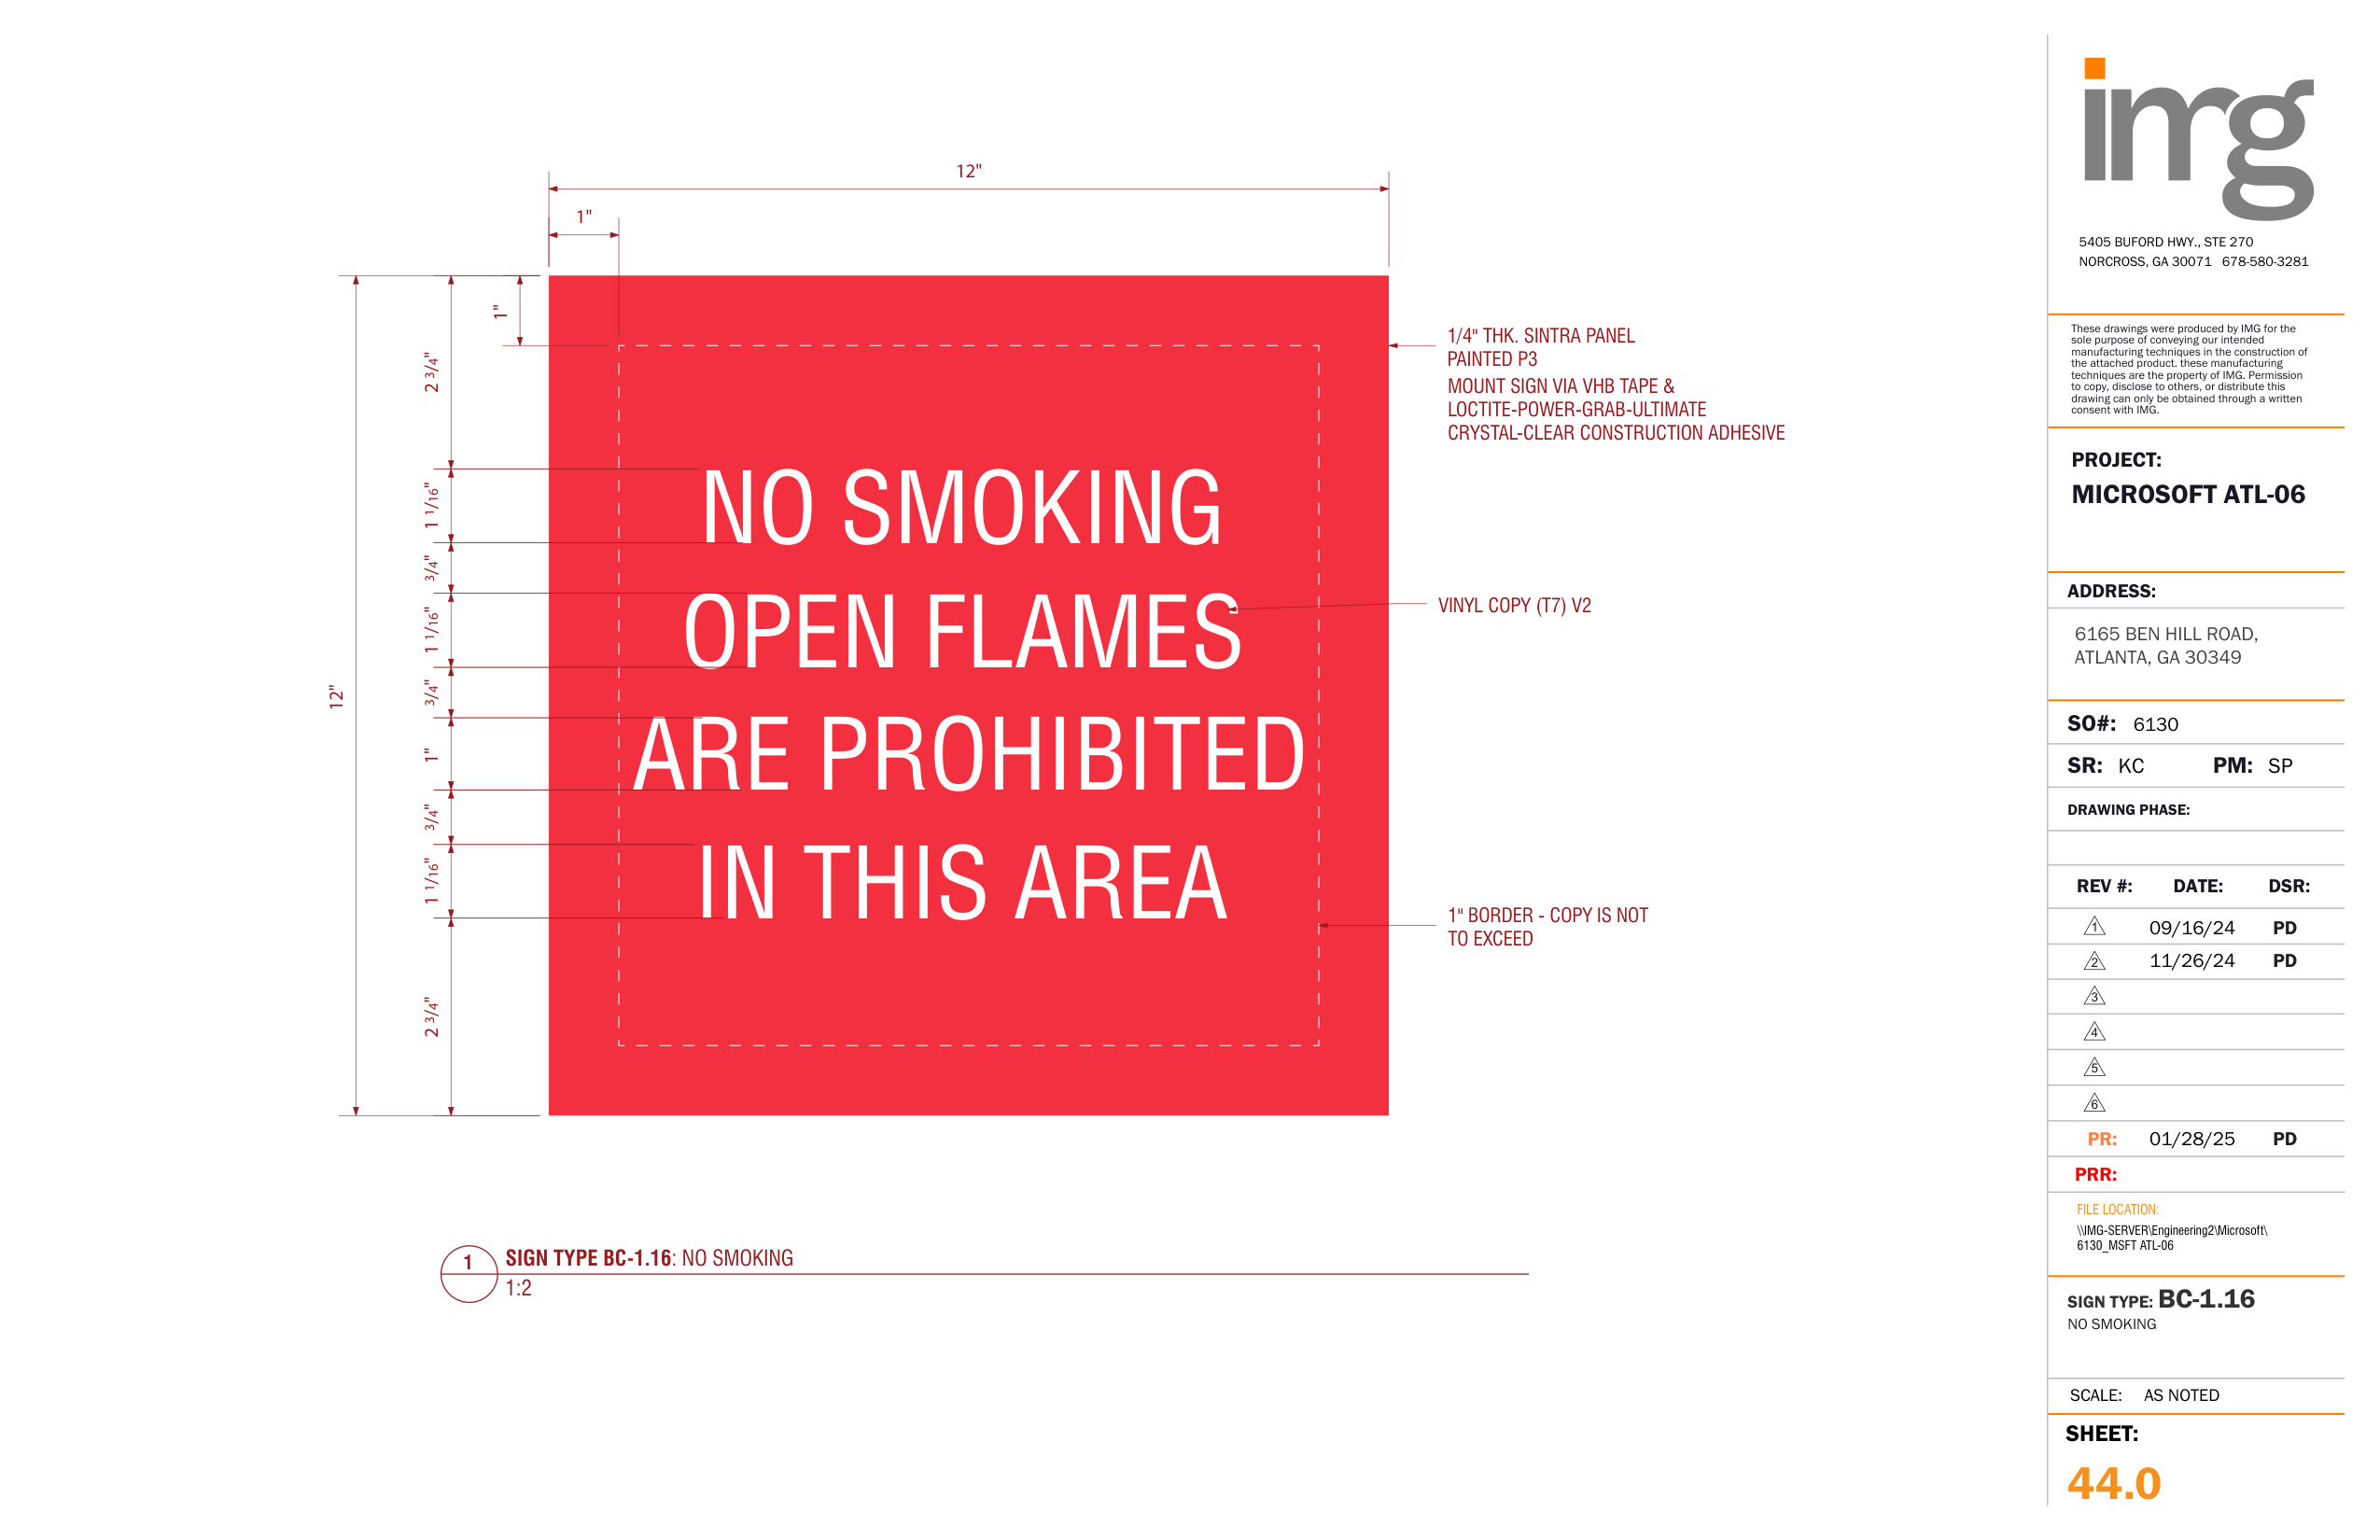 12"
1"
1"
2 3/4"
1 1/16"
3/4"
1 1/16"
3/4"
1"
3/4"
1 1/16"
2 3/4"
12"
NO SMOKING
OPEN FLAMES
ARE PROHIBITED
IN THIS AREA
1/4" THK. SINTRA PANEL
PAINTED P3
MOUNT SIGN VIA VHB TAPE &
LOCTITE-POWER-GRAB-ULTIMATE
CRYSTAL-CLEAR CONSTRUCTION ADHESIVE
VINYL COPY (T7) V2
1" BORDER - COPY IS NOT
TO EXCEED
1 SIGN TYPE BC-1.16: NO SMOKING
1:2
img
5405 BUFORD HWY., STE 270
NORCROSS, GA 30071 678-580-3281
These drawings were produced by IMG for the
sole purpose of conveying our intended
manufacturing techniques in the construction of
the attached product. these manufacturing
techniques are the property of IMG. Permission
to copy, disclose to others, or distribute this
drawing can only be obtained through a written
consent with IMG.
PROJECT:
MICROSOFT ATL-06
ADDRESS:
6165 BEN HILL ROAD,
ATLANTA, GA 30349
SO#: 6130
SR: KC PM: SP
DRAWING PHASE:
REV #: DATE: DSR:
1 09/16/24 PD
2 11/26/24 PD
3
4
5
6
PR: 01/28/25 PD
PRR:
FILE LOCATION:
\\IMG-SERVER\Engineering2\Microsoft\
6130_MSFT ATL-06
SIGN TYPE: BC-1.16
NO SMOKING
SCALE: AS NOTED
SHEET:
44.0